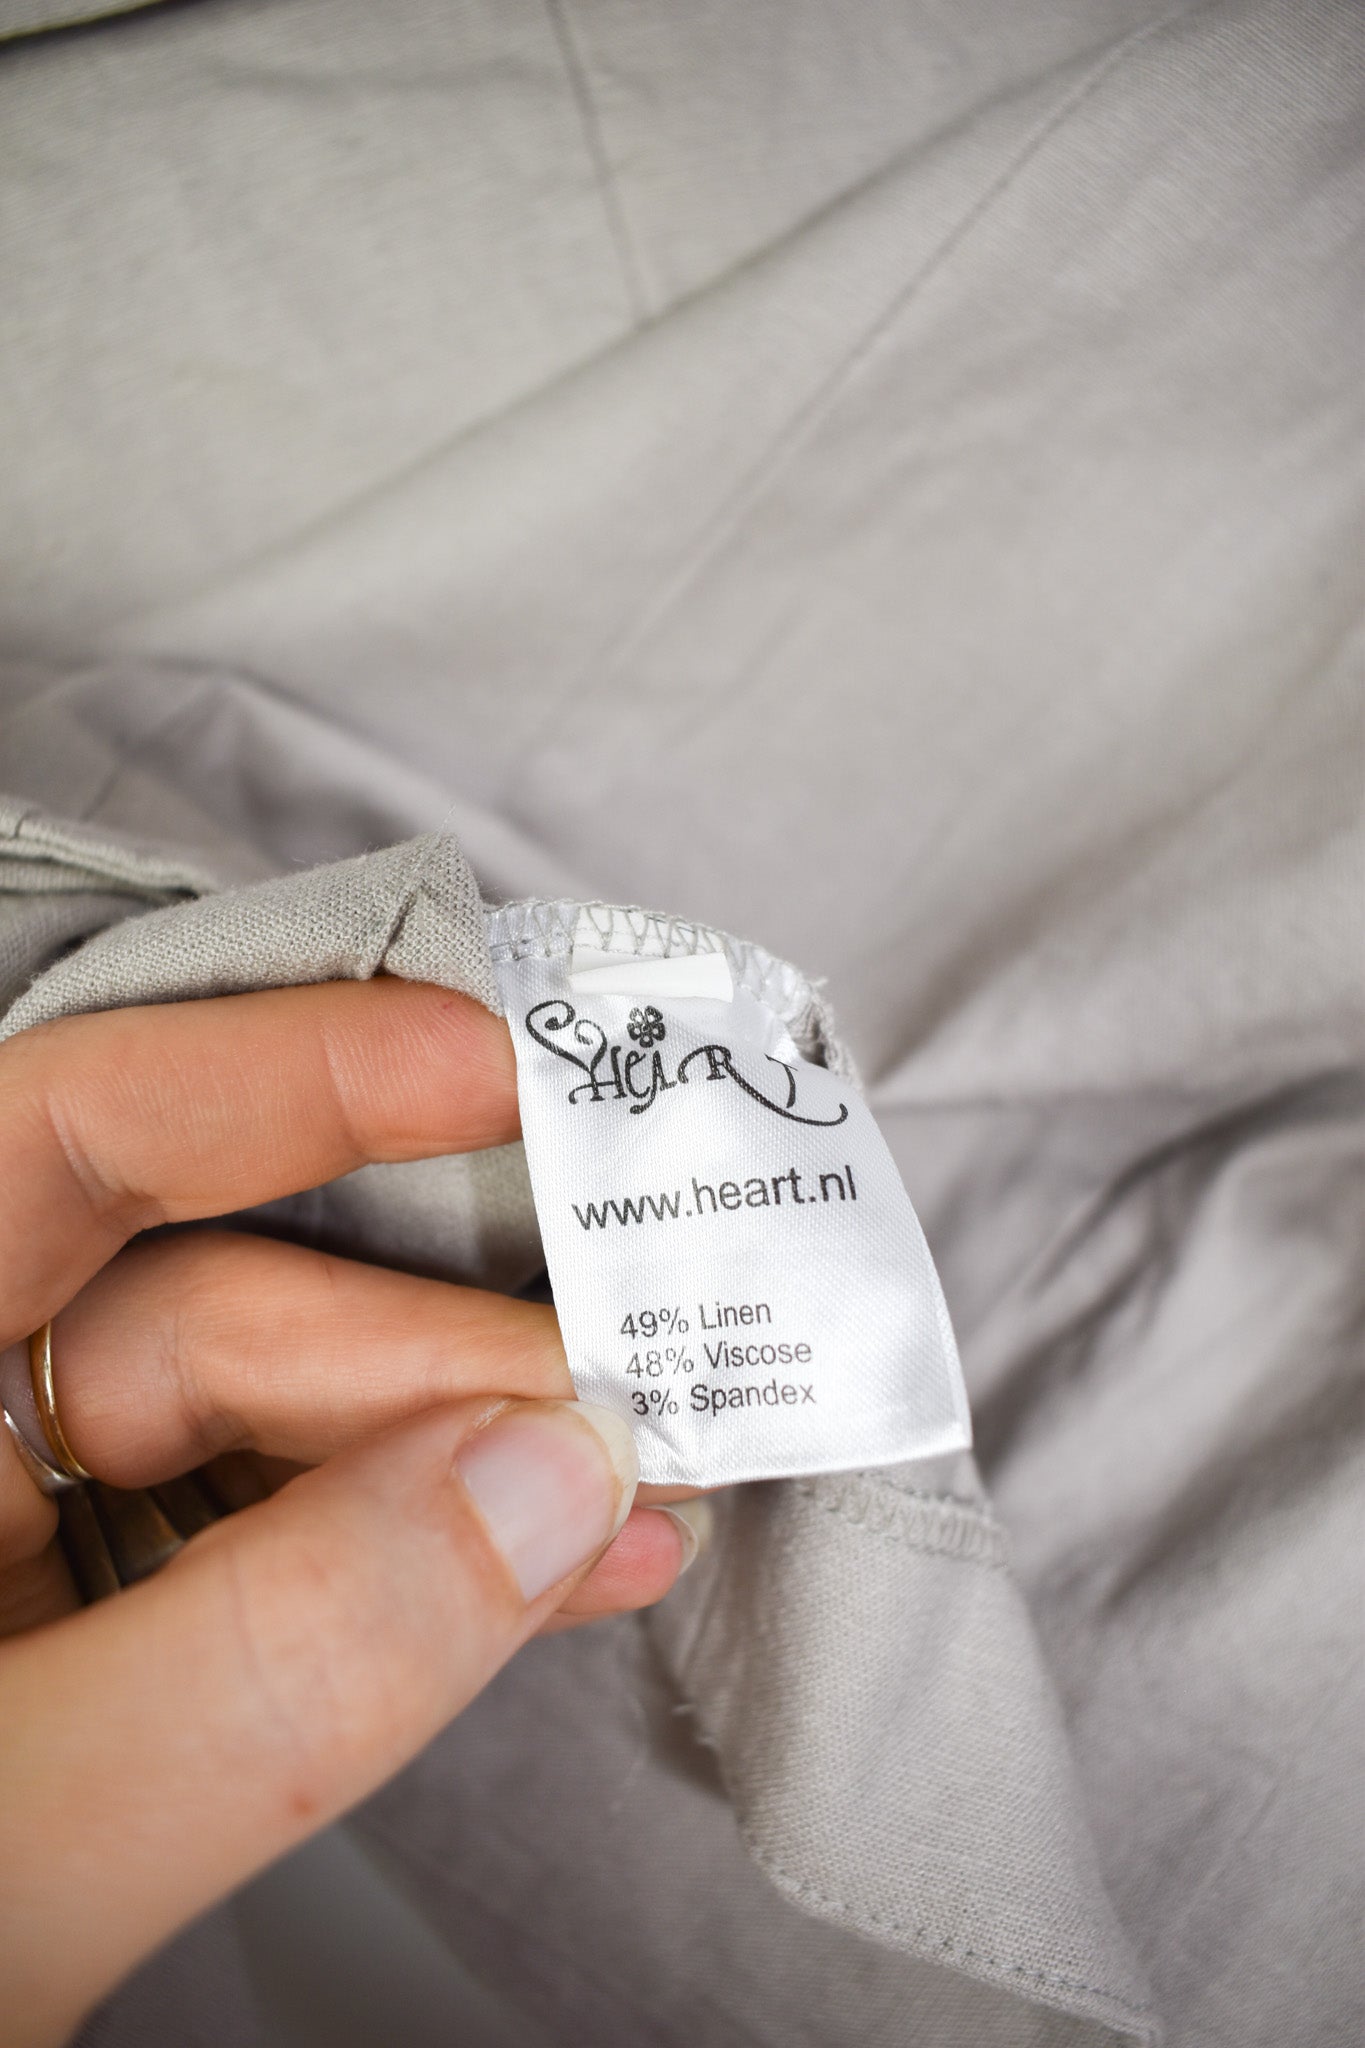 HEART
www.heart.nl
49% Linen
48% Viscose
3% Spandex